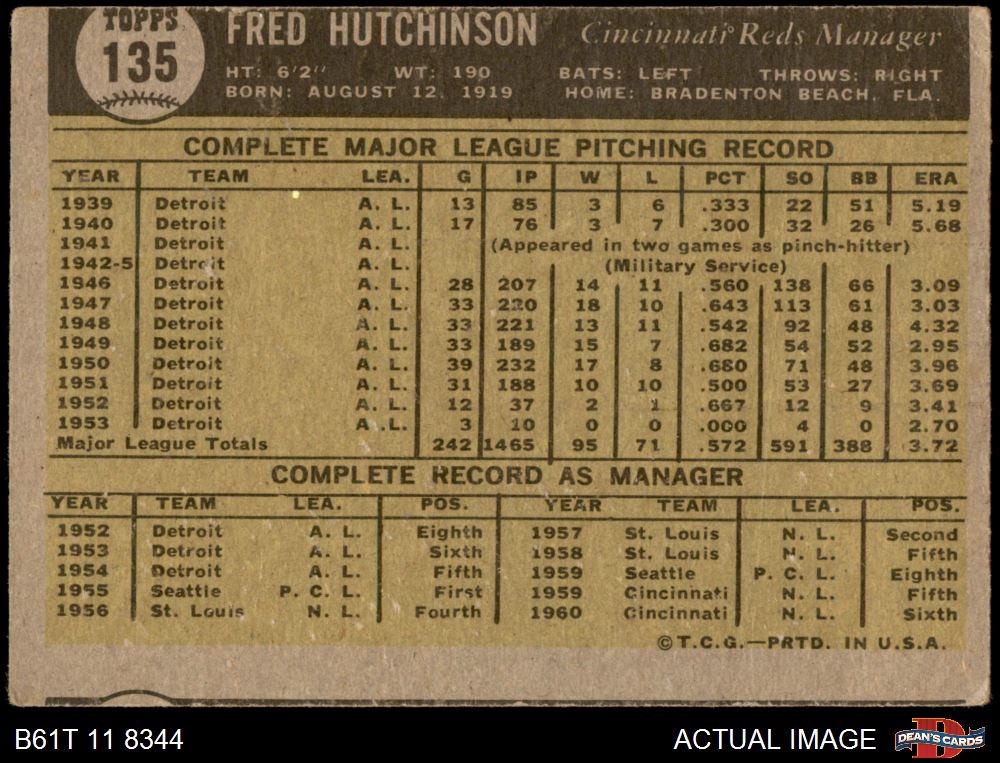 TOPPS
135
FRED HUTCHINSON Cincinnati Reds Manager
HT: 6'2" WT: 190 BATS: LEFT THROWS: RIGHT
BORN: AUGUST 12, 1919 HOME: BRADENTON BEACH, FLA.
COMPLETE MAJOR LEAGUE PITCHING RECORD
YEAR TEAM LEA. G IP W L PCT SO BB ERA
1939 Detroit A. L. 13 85 3 6 .333 22 51 5.19
1940 Detroit A. L. 17 76 3 7 .300 32 26 5.68
1941 Detroit A. L. (Appeared in two games as pinch-hitter)
1942-5 Detroit A. L. (Military Service)
1946 Detroit A. L. 28 207 14 11 .560 138 66 3.09
1947 Detroit A. L. 33 220 18 10 .643 113 61 3.03
1948 Detroit A. L. 33 221 13 11 .542 92 48 4.32
1949 Detroit A. L. 33 189 15 7 .682 54 52 2.95
1950 Detroit A. L. 39 232 17 8 .680 71 48 3.96
1951 Detroit A. L. 31 188 10 10 .500 53 27 3.69
1952 Detroit A. L. 12 37 2 1 .667 12 9 3.41
1953 Detroit A .L. 3 10 0 0 .000 4 0 2.70
Major League Totals 242 1465 95 71 .572 591 388 3.72
COMPLETE RECORD AS MANAGER
YEAR TEAM LEA. POS. YEAR TEAM LEA. POS.
1952 Detroit A. L. Eighth 1957 St. Louis N. L. Second
1953 Detroit A. L. Sixth 1958 St. Louis N. L. Fifth
1954 Detroit A. L. Fifth 1959 Seattle P. C. L. Eighth
1955 Seattle P. C. L. First 1959 Cincinnati N. L. Fifth
1956 St. Louis N. L. Fourth 1960 Cincinnati N. L. Sixth
©T.C.G.—PRTD. IN U.S.A.
B61T 11 8344 ACTUAL IMAGE D DEAN'S CARDS